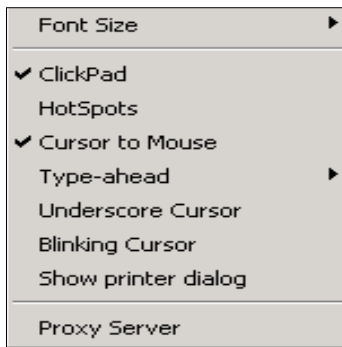 Font Size
ClickPad
HotSpots
Cursor to Mouse
Type-ahead
Underscore Cursor
Blinking Cursor
Show printer dialog
Proxy Server